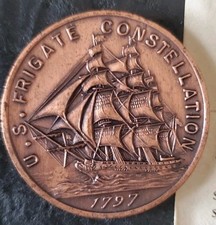 U.S. FRIGATE CONSTELLATION
1797